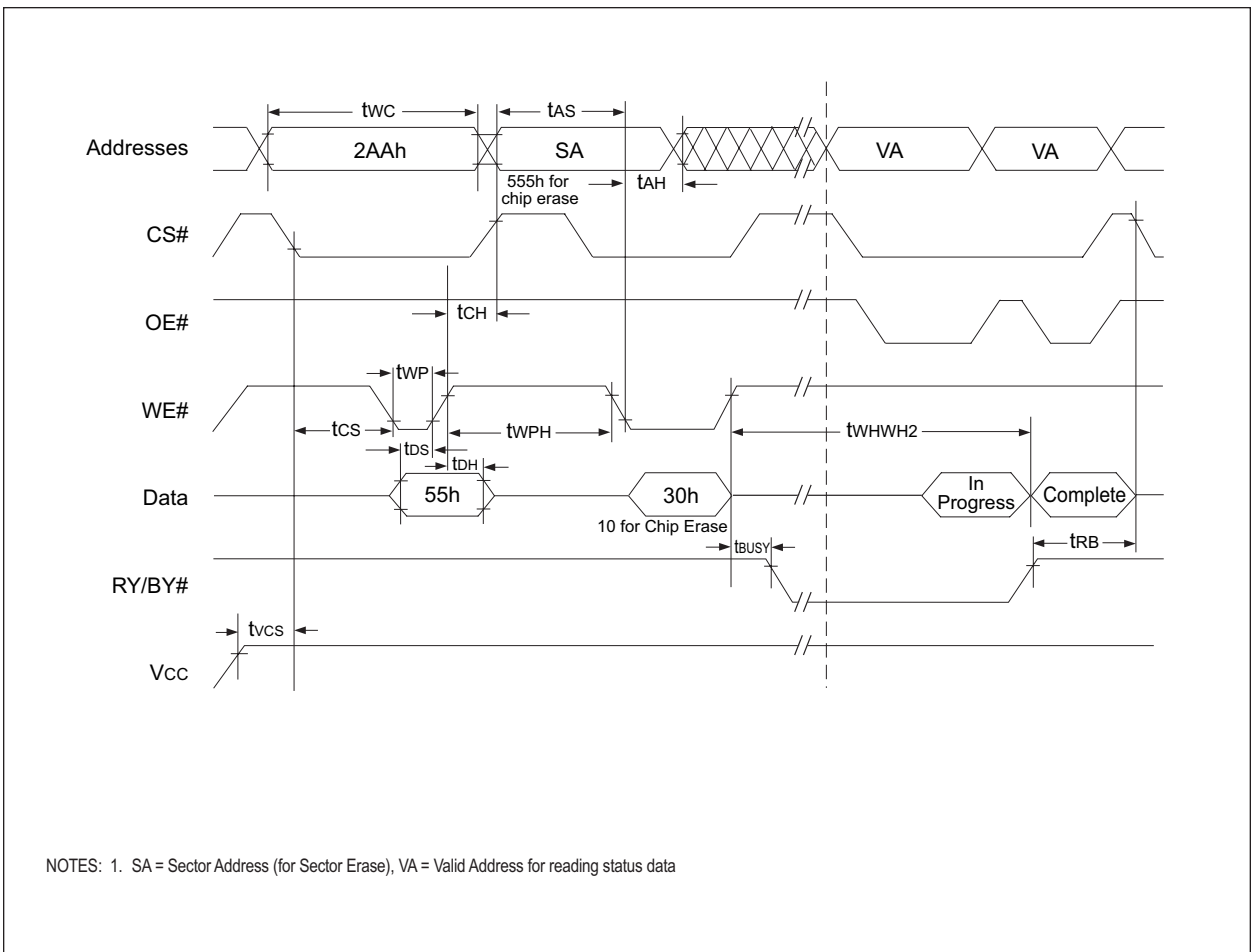 tWC
tAS
Addresses
2AAh
SA
VA
VA
555h for
chip erase
tAH
CS#
tCH
OE#
tWP
WE#
tCS
tWPH
tWHWH2
tDS
tDH
Data
55h
30h
In
Progress
Complete
10 for Chip Erase
tBUSY
tRB
RY/BY#
tVCS
VCC
NOTES: 1. SA = Sector Address (for Sector Erase), VA = Valid Address for reading status data